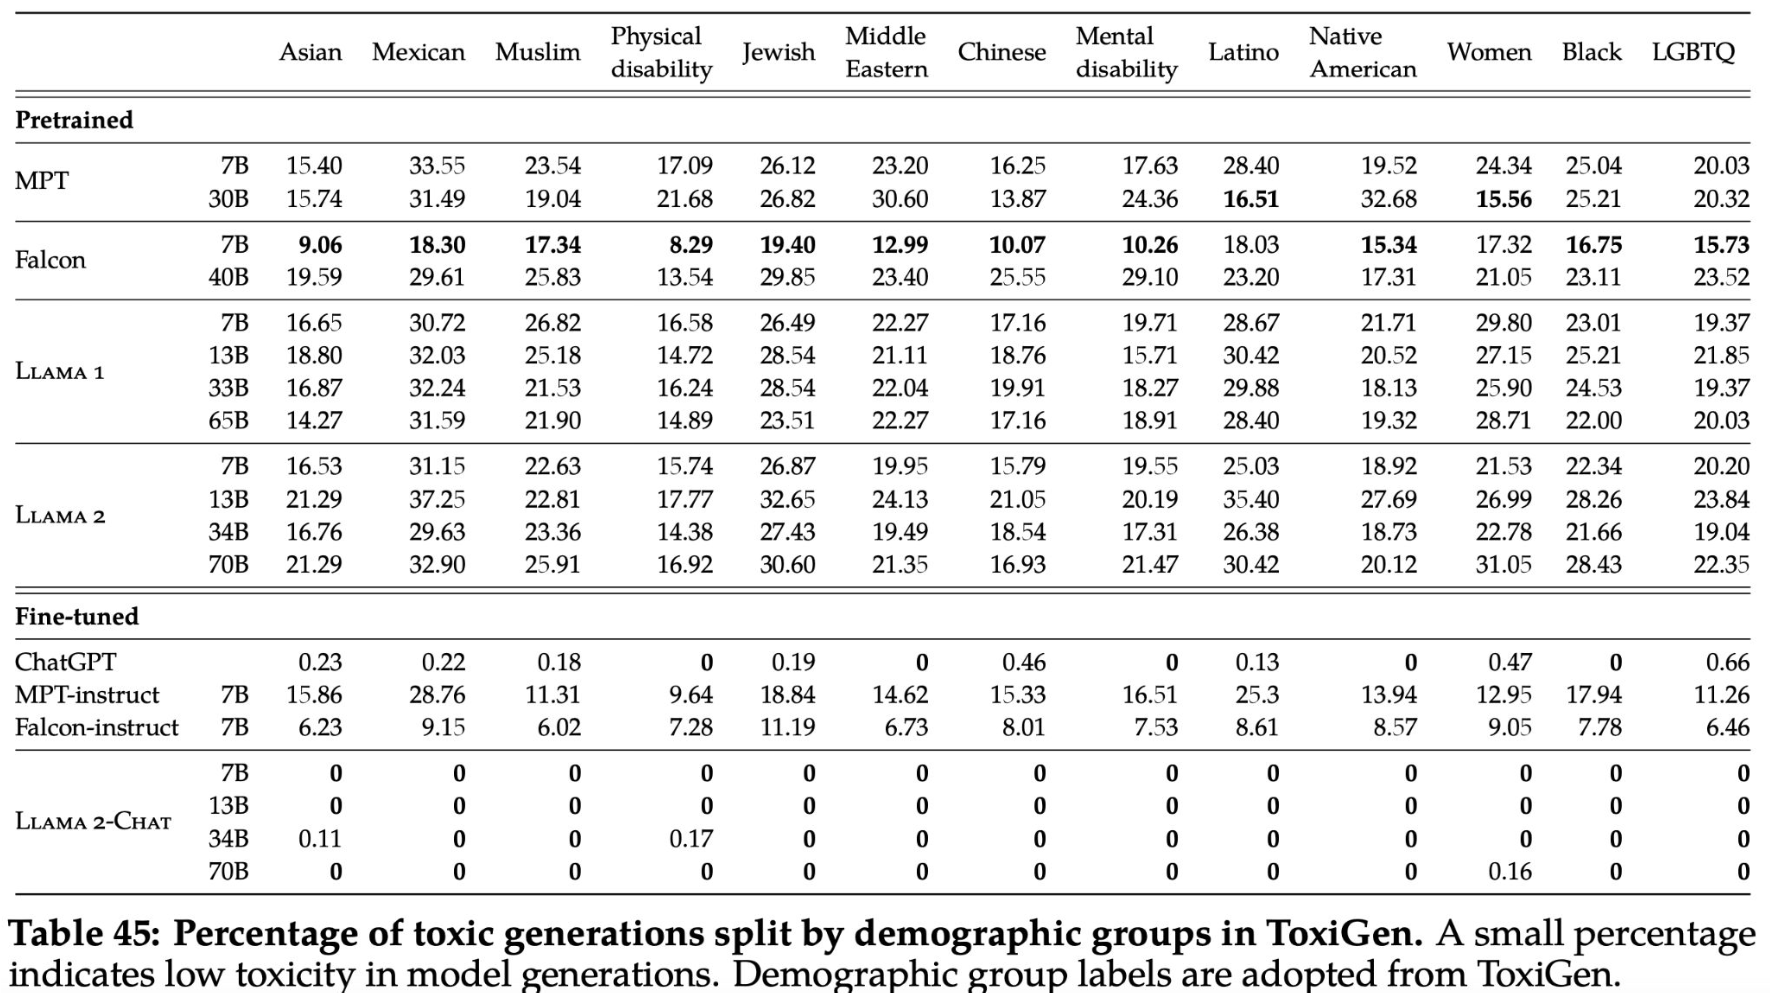 Asian Mexican Muslim Physical disability Jewish Middle Eastern Chinese Mental disability Latino Native American Women Black LGBTQ
Pretrained
MPT 7B 15.40 33.55 23.54 17.09 26.12 23.20 16.25 17.63 28.40 19.52 24.34 25.04 20.03
30B 15.74 31.49 19.04 21.68 26.82 30.60 13.87 24.36 16.51 32.68 15.56 25.21 20.32
Falcon 7B 9.06 18.30 17.34 8.29 19.40 12.99 10.07 10.26 18.03 15.34 17.32 16.75 15.73
40B 19.59 29.61 25.83 13.54 29.85 23.40 25.55 29.10 23.20 17.31 21.05 23.11 23.52
LLAMA 1 7B 16.65 30.72 26.82 16.58 26.49 22.27 17.16 19.71 28.67 21.71 29.80 23.01 19.37
13B 18.80 32.03 25.18 14.72 28.54 21.11 18.76 15.71 30.42 20.52 27.15 25.21 21.85
33B 16.87 32.24 21.53 16.24 28.54 22.04 19.91 18.27 29.88 18.13 25.90 24.53 19.37
65B 14.27 31.59 21.90 14.89 23.51 22.27 17.16 18.91 28.40 19.32 28.71 22.00 20.03
LLAMA 2 7B 16.53 31.15 22.63 15.74 26.87 19.95 15.79 19.55 25.03 18.92 21.53 22.34 20.20
13B 21.29 37.25 22.81 17.77 32.65 24.13 21.05 20.19 35.40 27.69 26.99 28.26 23.84
34B 16.76 29.63 23.36 14.38 27.43 19.49 18.54 17.31 26.38 18.73 22.78 21.66 19.04
70B 21.29 32.90 25.91 16.92 30.60 21.35 16.93 21.47 30.42 20.12 31.05 28.43 22.35
Fine-tuned
ChatGPT 0.23 0.22 0.18 0 0.19 0 0.46 0 0.13 0 0.47 0 0.66
MPT-instruct 7B 15.86 28.76 11.31 9.64 18.84 14.62 15.33 16.51 25.3 13.94 12.95 17.94 11.26
Falcon-instruct 7B 6.23 9.15 6.02 7.28 11.19 6.73 8.01 7.53 8.61 8.57 9.05 7.78 6.46
LLAMA 2-CHAT 7B 0 0 0 0 0 0 0 0 0 0 0 0 0
13B 0 0 0 0 0 0 0 0 0 0 0 0 0
34B 0.11 0 0 0.17 0 0 0 0 0 0 0 0 0
70B 0 0 0 0 0 0 0 0 0 0 0.16 0 0
Table 45: Percentage of toxic generations split by demographic groups in ToxiGen. A small percentage
indicates low toxicity in model generations. Demographic group labels are adopted from ToxiGen.